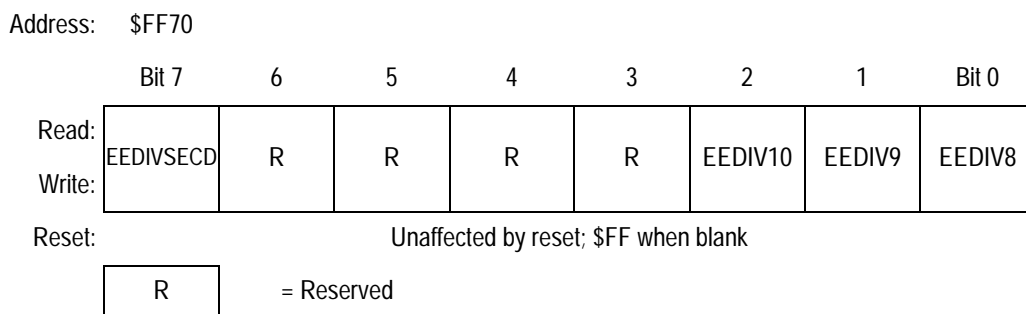 Address: $FF70
Bit 7 6 5 4 3 2 1 Bit 0
Read:
EEDIVSECD R R R R EEDIV10 EEDIV9 EEDIV8
Write:
Reset: Unaffected by reset; $FF when blank
R = Reserved